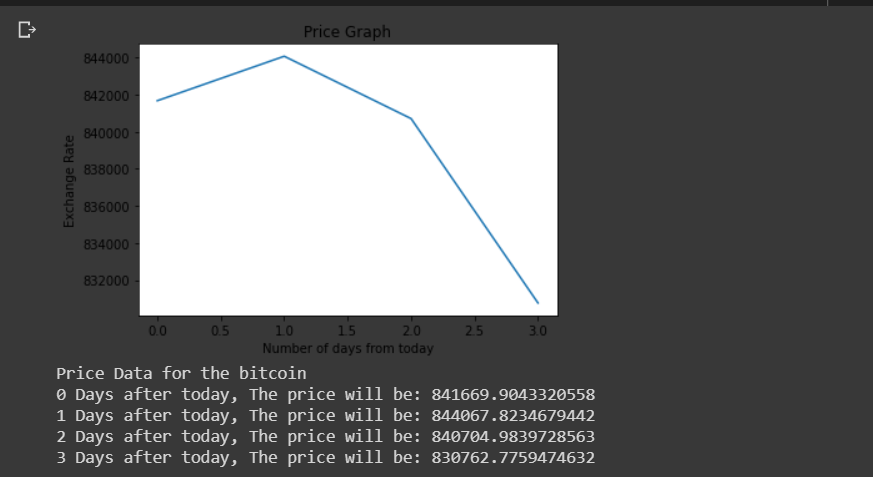 Price Graph
844000
842000
840000
838000
836000
834000
832000
Exchange Rate
0.0 0.5 1.0 1.5 2.0 2.5 3.0
Number of days from today
Price Data for the bitcoin
0 Days after today, The price will be: 841669.9043320558
1 Days after today, The price will be: 844067.8234679442
2 Days after today, The price will be: 840704.9839728563
3 Days after today, The price will be: 830762.7759474632